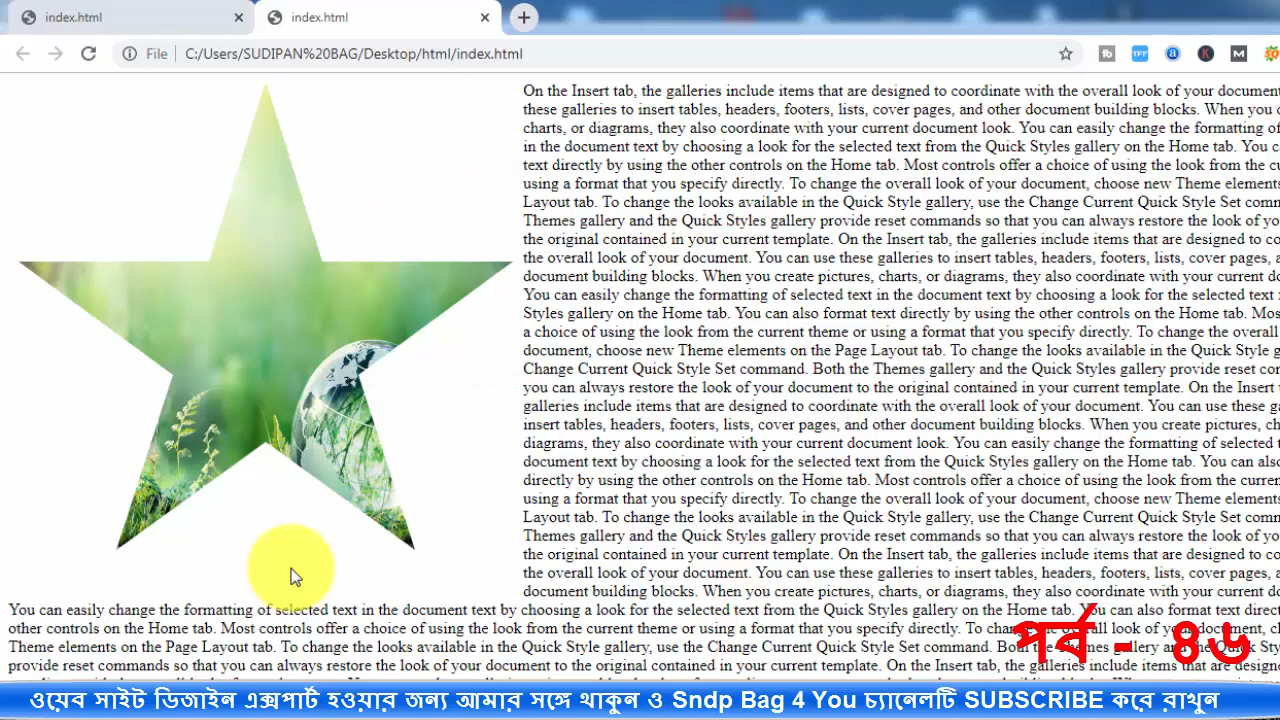 index.html
index.html
File C:/Users/SUDIPAN%20BAG/Desktop/html/index.html
On the Insert tab, the galleries include items that are designed to coordinate with the overall look of your document
these galleries to insert tables, headers, footers, lists, cover pages, and other document building blocks. When you
charts, or diagrams, they also coordinate with your current document look. You can easily change the formatting of
in the document text by choosing a look for the selected text from the Quick Styles gallery on the Home tab. You
text directly by using the other controls on the Home tab. Most controls offer a choice of using the look from the
using a format that you specify directly. To change the overall look of your document, choose new Theme elements
Layout tab. To change the looks available in the Quick Style gallery, use the Change Current Quick Style Set
Themes gallery and the Quick Styles gallery provide reset commands so that you can always restore the look of
the original contained in your current template. On the Insert tab, the galleries include items that are designed to
the overall look of your document. You can use these galleries to insert tables, headers, footers, lists, cover pages,
document building blocks. When you create pictures, charts, or diagrams, they also coordinate with your current
You can easily change the formatting of selected text in the document text by choosing a look for the selected text
Styles gallery on the Home tab. You can also format text directly by using the other controls on the Home tab.
a choice of using the look from the current theme or using a format that you specify directly. To change the overall
document, choose new Theme elements on the Page Layout tab. To change the looks available in the Quick Style
Change Current Quick Style Set command. Both the Themes gallery and the Quick Styles gallery provide reset
you can always restore the look of your document to the original contained in your current template. On the Insert
galleries include items that are designed to coordinate with the overall look of your document. You can use these
insert tables, headers, footers, lists, cover pages, and other document building blocks. When you create pictures,
diagrams, they also coordinate with your current document look. You can easily change the formatting of selected
document text by choosing a look for the selected text from the Quick Styles gallery on the Home tab. You can
directly by using the other controls on the Home tab. Most controls offer a choice of using the look from the
using a format that you specify directly. To change the overall look of your document, choose new Theme elements
Layout tab. To change the looks available in the Quick Style gallery, use the Change Current Quick Style Set
Themes gallery and the Quick Styles gallery provide reset commands so that you can always restore the look of
the original contained in your current template. On the Insert tab, the galleries include items that are designed to
the overall look of your document. You can use these galleries to insert tables, headers, footers, lists, cover pages,
document building blocks. When you create pictures, charts, or diagrams, they also coordinate with your current
You can easily change the formatting of selected text in the document text by choosing a look for the selected text from the Quick Styles gallery on the Home tab. You can also format text
other controls on the Home tab. Most controls offer a choice of using the look from the current theme or using a format that you specify directly. To change the overall look of your document,
Theme elements on the Page Layout tab. To change the looks available in the Quick Style gallery, use the Change Current Quick Style Set command. Both the Themes gallery and the Quick
provide reset commands so that you can always restore the look of your document to the original contained in your current template. On the Insert tab, the galleries include items that are
পর্ব - ৪৬
ওয়েব সাইট ডিজাইন এক্সপার্ট হওয়ার জন্য আমার সঙ্গে থাকুন ও Sndp Bag 4 You চ্যানেলটি SUBSCRIBE করে রাখুন